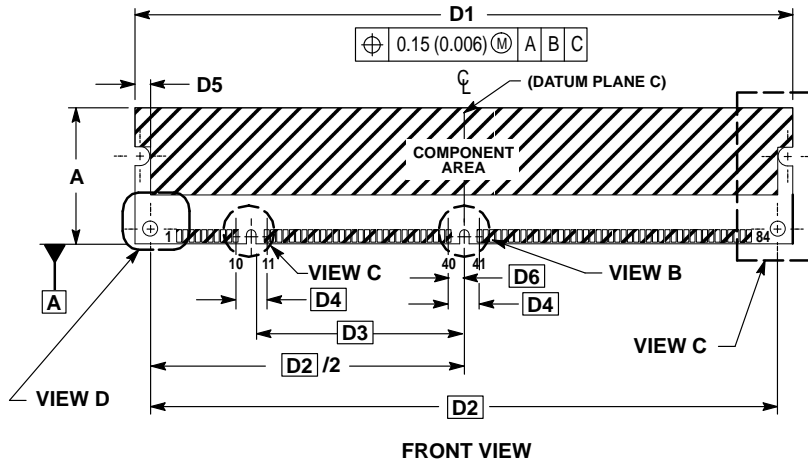 D1
⌖ 0.15 (0.006) Ⓜ A B C
D5
℄
(DATUM PLANE C)
COMPONENT
AREA
A
1
84
10
11
VIEW C
40
41
D6
VIEW B
A
D4
D4
D3
VIEW C
D2 /2
VIEW D
D2
FRONT VIEW